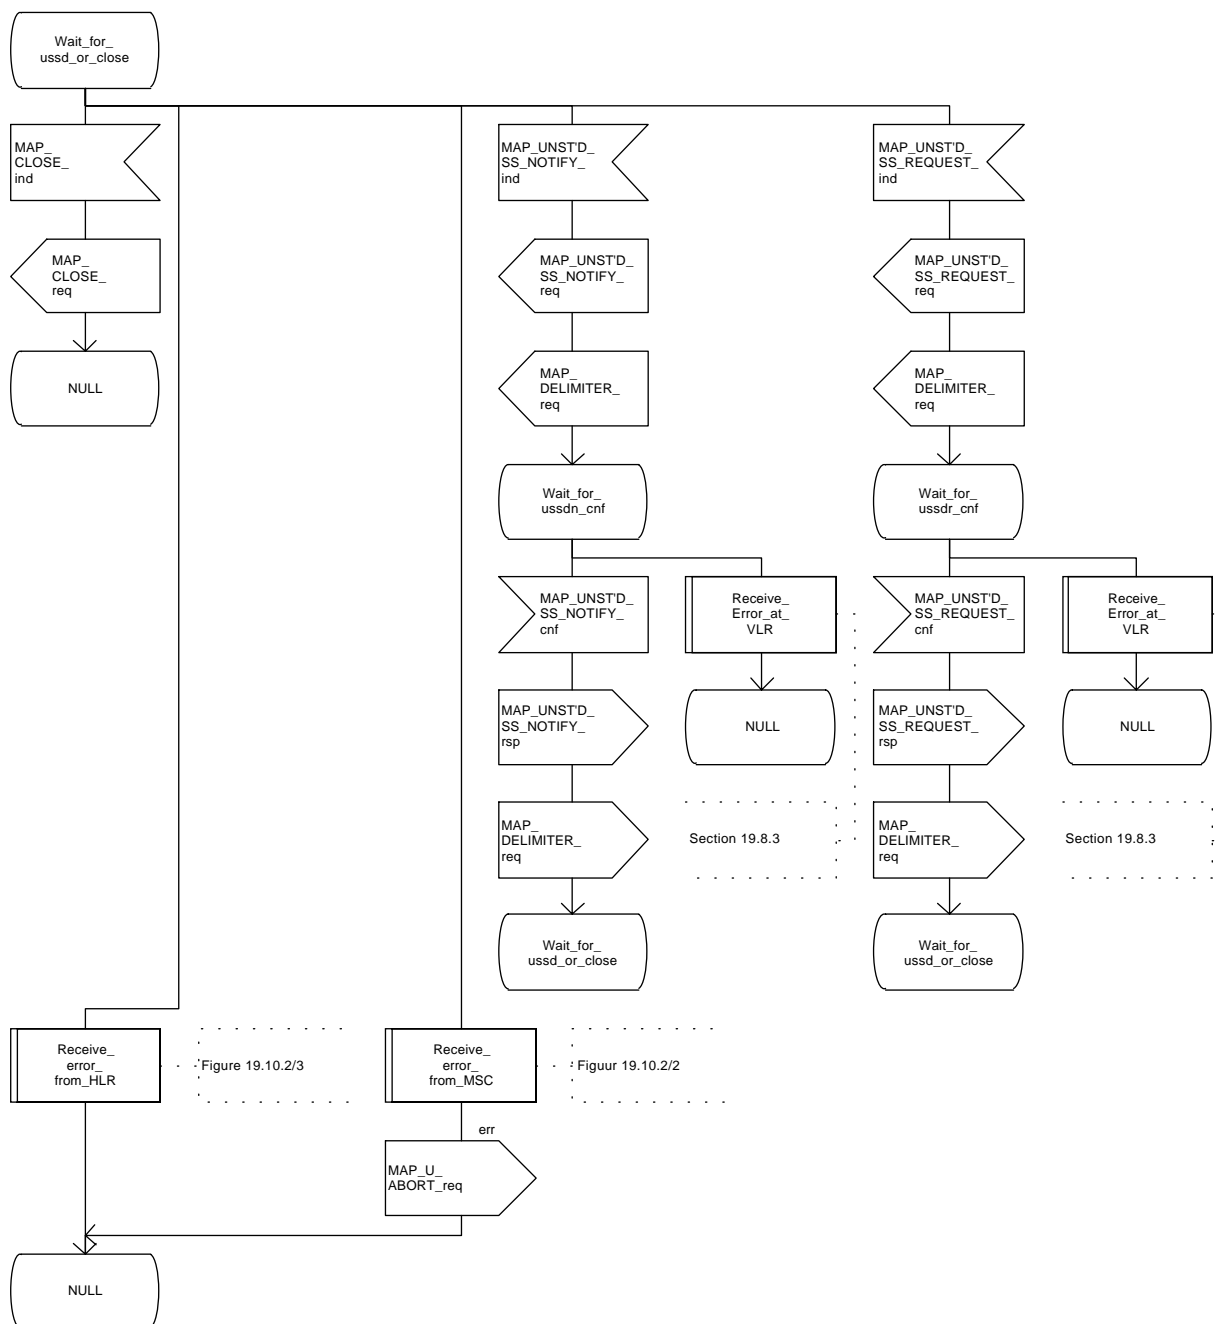 Wait_for_
ussd_or_close
MAP_
CLOSE_
ind
MAP_UNST'D_
SS_NOTIFY_
ind
MAP_UNST'D_
SS_REQUEST_
ind
MAP_
CLOSE_
req
MAP_UNST'D_
SS_NOTIFY_
req
MAP_UNST'D_
SS_REQUEST_
req
NULL
MAP_
DELIMITER_
req
MAP_
DELIMITER_
req
Wait_for_
ussdn_cnf
Wait_for_
ussdr_cnf
MAP_UNST'D_
SS_NOTIFY_
cnf
Receive_
Error_at_
VLR
MAP_UNST'D_
SS_REQUEST_
cnf
Receive_
Error_at_
VLR
MAP_UNST'D_
SS_NOTIFY_
rsp
NULL
MAP_UNST'D_
SS_REQUEST_
rsp
NULL
MAP_
DELIMITER_
req
Section 19.8.3
MAP_
DELIMITER_
req
Section 19.8.3
Wait_for_
ussd_or_close
Wait_for_
ussd_or_close
Receive_
error_
from_HLR
Figure 19.10.2/3
Receive_
error_
from_MSC
Figuur 19.10.2/2
err
MAP_U_
ABORT_req
NULL